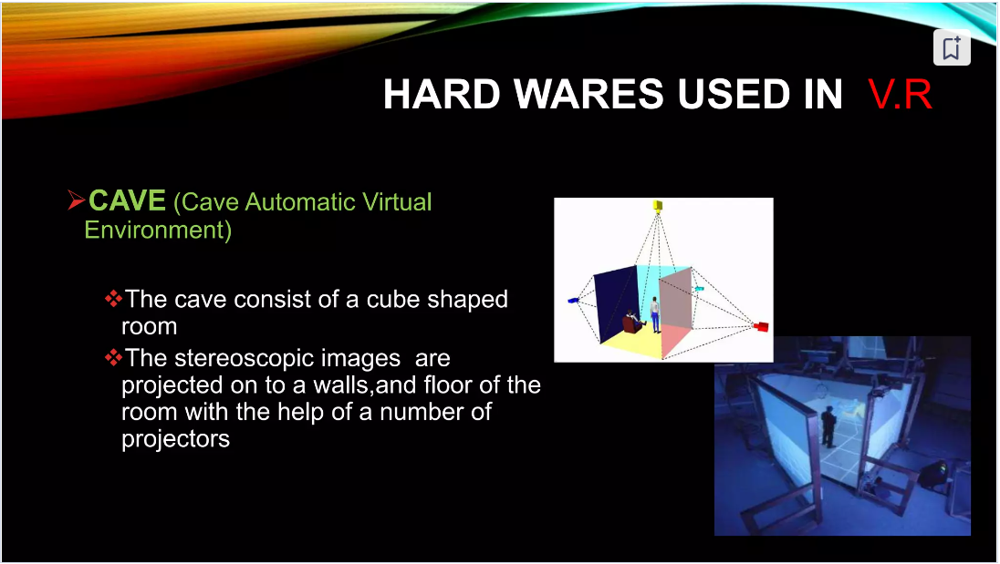 HARD WARES USED IN V.R
CAVE (Cave Automatic Virtual
Environment)
The cave consist of a cube shaped
room
The stereoscopic images are
projected on to a walls,and floor of the
room with the help of a number of
projectors